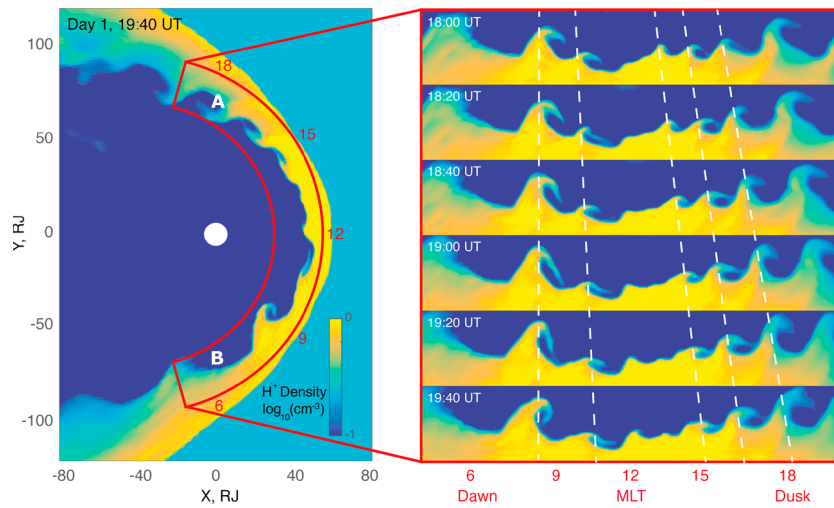 Day 1, 19:40 UT
100
50
0
-50
-100
Y, RJ
-80
-40
0
40
80
X, RJ
A
B
18
15
12
9
6
0
-1
H+ Density
log10(cm-3)
18:00 UT
18:20 UT
18:40 UT
19:00 UT
19:20 UT
19:40 UT
6 9 12 15 18
Dawn MLT Dusk